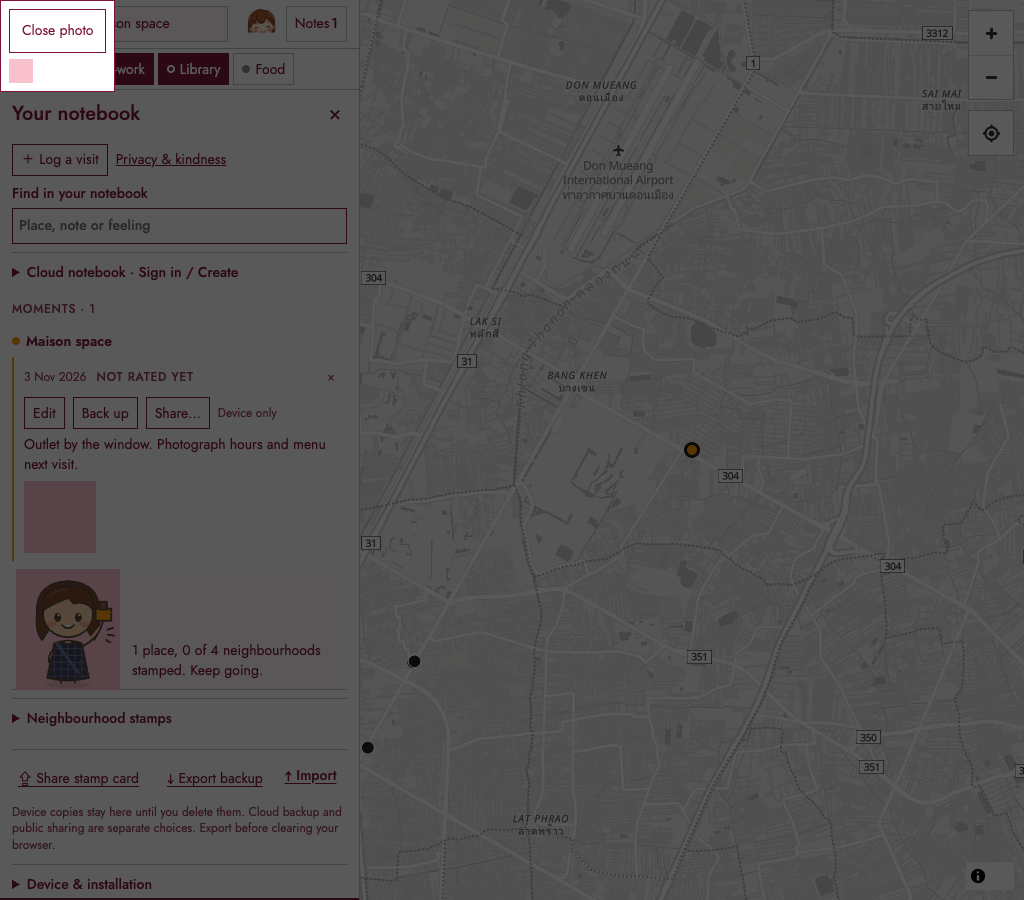 Close photo
son space
Notes 1
-work
Library
Food
Your notebook
×
+ Log a visit
Privacy & kindness
Find in your notebook
Place, note or feeling
Cloud notebook · Sign in / Create
MOMENTS · 1
Maison space
3 Nov 2026 NOT RATED YET
×
Edit
Back up
Share…
Device only
Outlet by the window. Photograph hours and menu
next visit.
1 place, 0 of 4 neighbourhoods
stamped. Keep going.
Neighbourhood stamps
Share stamp card
↓ Export backup
↑ Import
Device copies stay here until you delete them. Cloud backup and
public sharing are separate choices. Export before clearing your
browser.
Device & installation
3312
1
DON MUEANG
ดอนเมือง
SAI MAI
สายไหม
Don Mueang
International Airport
ท่าอากาศยานดอนเมือง
304
LAK SI
หลักสี่
31
BANG KHEN
บางเขน
304
31
304
351
350
351
3
LAT PHRAO
ลาดพร้าว
+
−